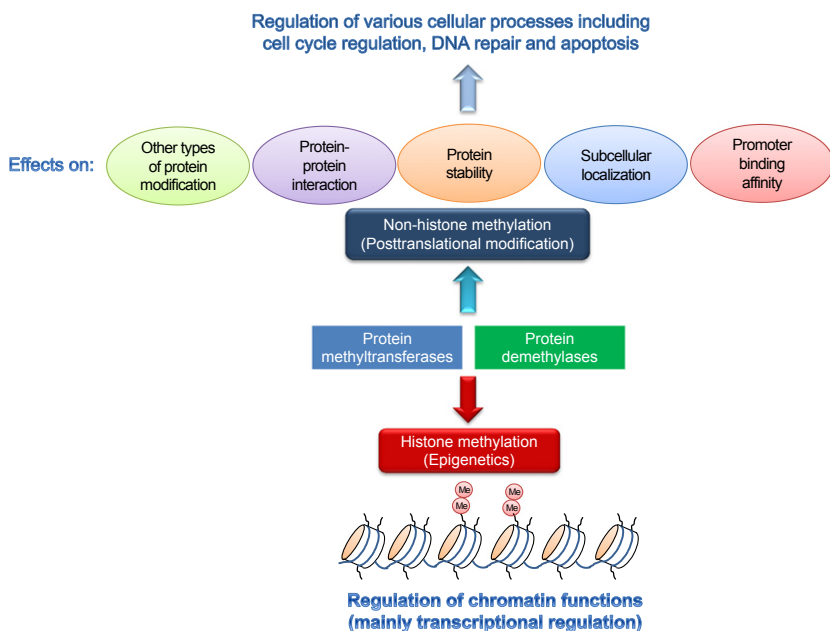 Regulation of various cellular processes including
cell cycle regulation, DNA repair and apoptosis
Effects on:
Other types
of protein
modification
Protein-
protein
interaction
Protein
stability
Subcellular
localization
Promoter
binding
affinity
Non-histone methylation
(Posttranslational modification)
Protein
methyltransferases
Protein
demethylases
Histone methylation
(Epigenetics)
Me
Me
Me
Me
Regulation of chromatin functions
(mainly transcriptional regulation)